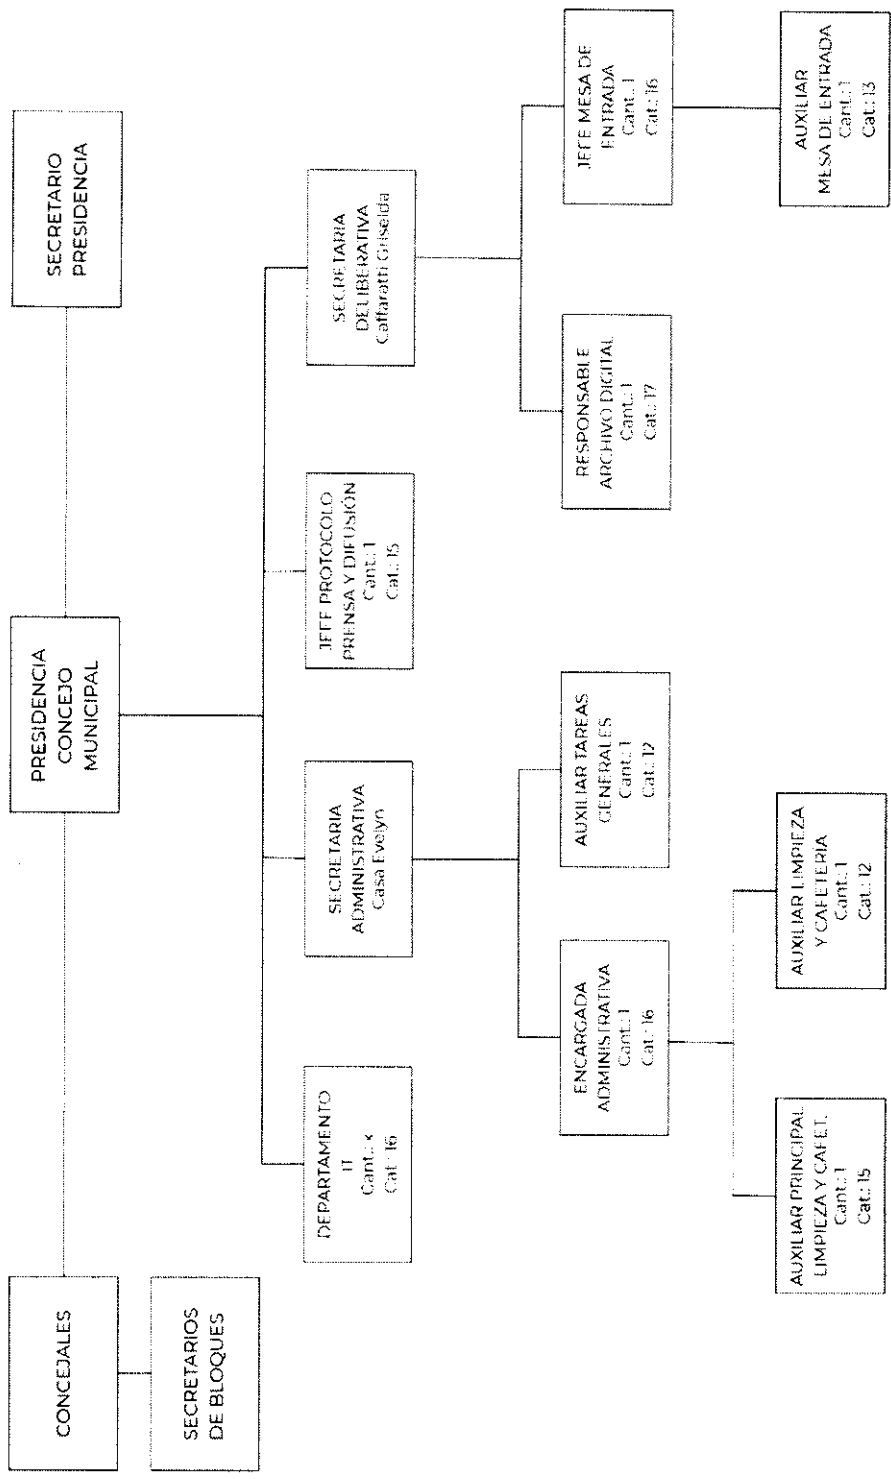 CONCEJALES
PRESIDENCIA
CONCEJO
MUNICIPAL
SECRETARIO
PRESIDENCIA
SECRETARIOS
DE BLOQUES
DEPARTAMENTO
IT
Cant.: x
Cat: 16
SECRETARIA
ADMINISTRATIVA
Casa Evelyn
JEFE PROTOCOLO
PRENSA Y DIFUSIÓN
Cant.: 1
Cat.: 15
SECRETARIA
DELIBERATIVA
Caffaratti Griselda
ENCARGADA
ADMINISTRATIVA
Cant.: 1
Cat.: 16
AUXILIAR TAREAS
GENERALES
Cant.: 1
Cat.: 12
RESPONSABLE
ARCHIVO DIGITAL
Cant.: 1
Cat.: 17
JEFE MESA DE
ENTRADA
Cant.: 1
Cat.: 16
AUXILIAR PRINCIPAL
LIMPIEZA Y CAFET.
Cant.: 1
Cat.: 15
AUXILIAR LIMPIEZA
Y CAFETERÍA
Cant.: 1
Cat.: 12
AUXILIAR
MESA DE ENTRADA
Cant.: 1
Cat.: 13